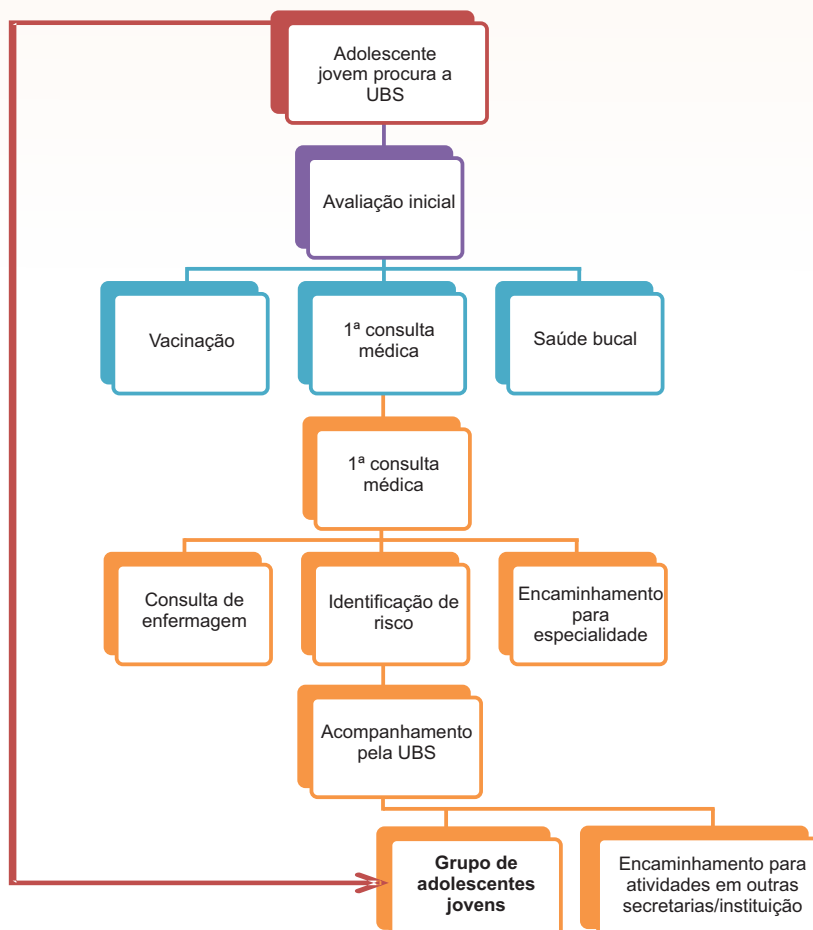 Adolescente
jovem procura a
UBS
Avaliação inicial
Vacinação
1ª consulta
médica
Saúde bucal
1ª consulta
médica
Consulta de
enfermagem
Identificação de
risco
Encaminhamento
para
especialidade
Acompanhamento
pela UBS
Grupo de
adolescentes
jovens
Encaminhamento para
atividades em outras
secretarias/instituição